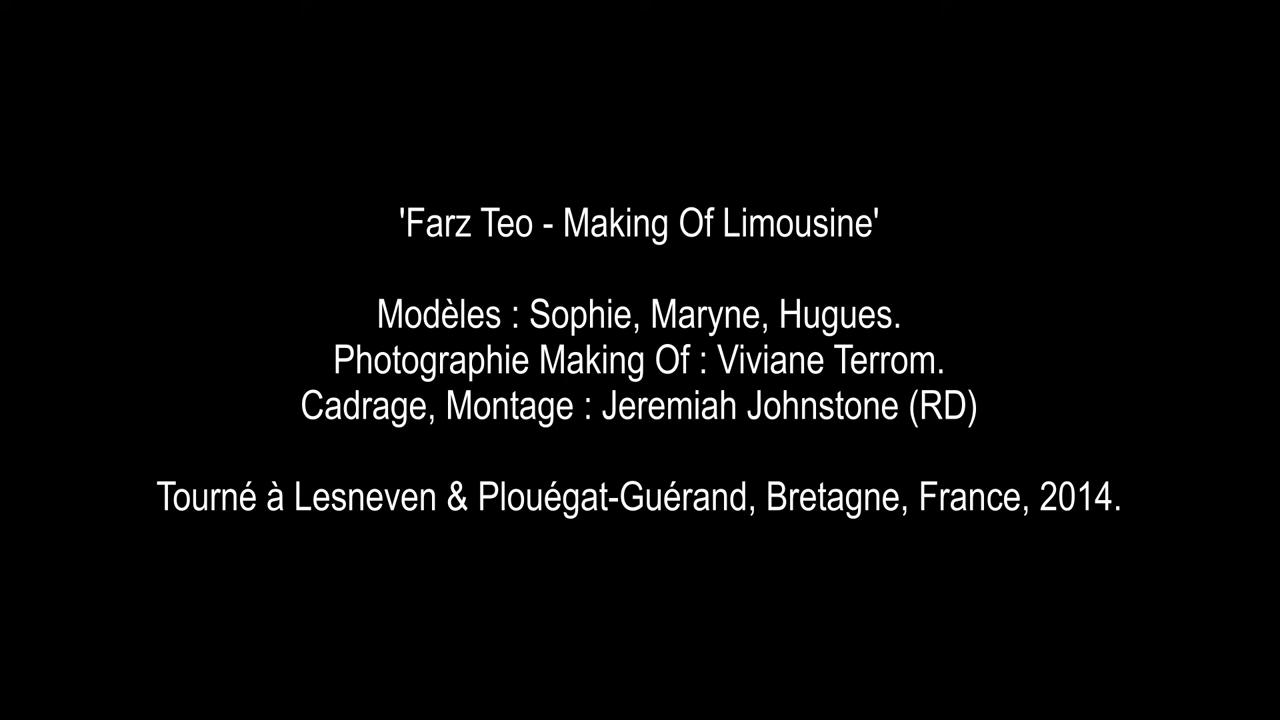 'Farz Teo - Making Of Limousine'
Modèles : Sophie, Maryne, Hugues.
Photographie Making Of : Viviane Terrom.
Cadrage, Montage : Jeremiah Johnstone (RD)
Tourné à Lesneven & Plouégat-Guérand, Bretagne, France, 2014.